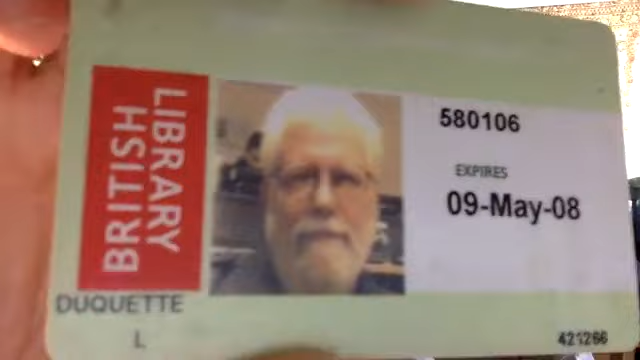 BRITISH
LIBRARY
580106
EXPIRES
09-May-08
DUQUETTE
L
421266